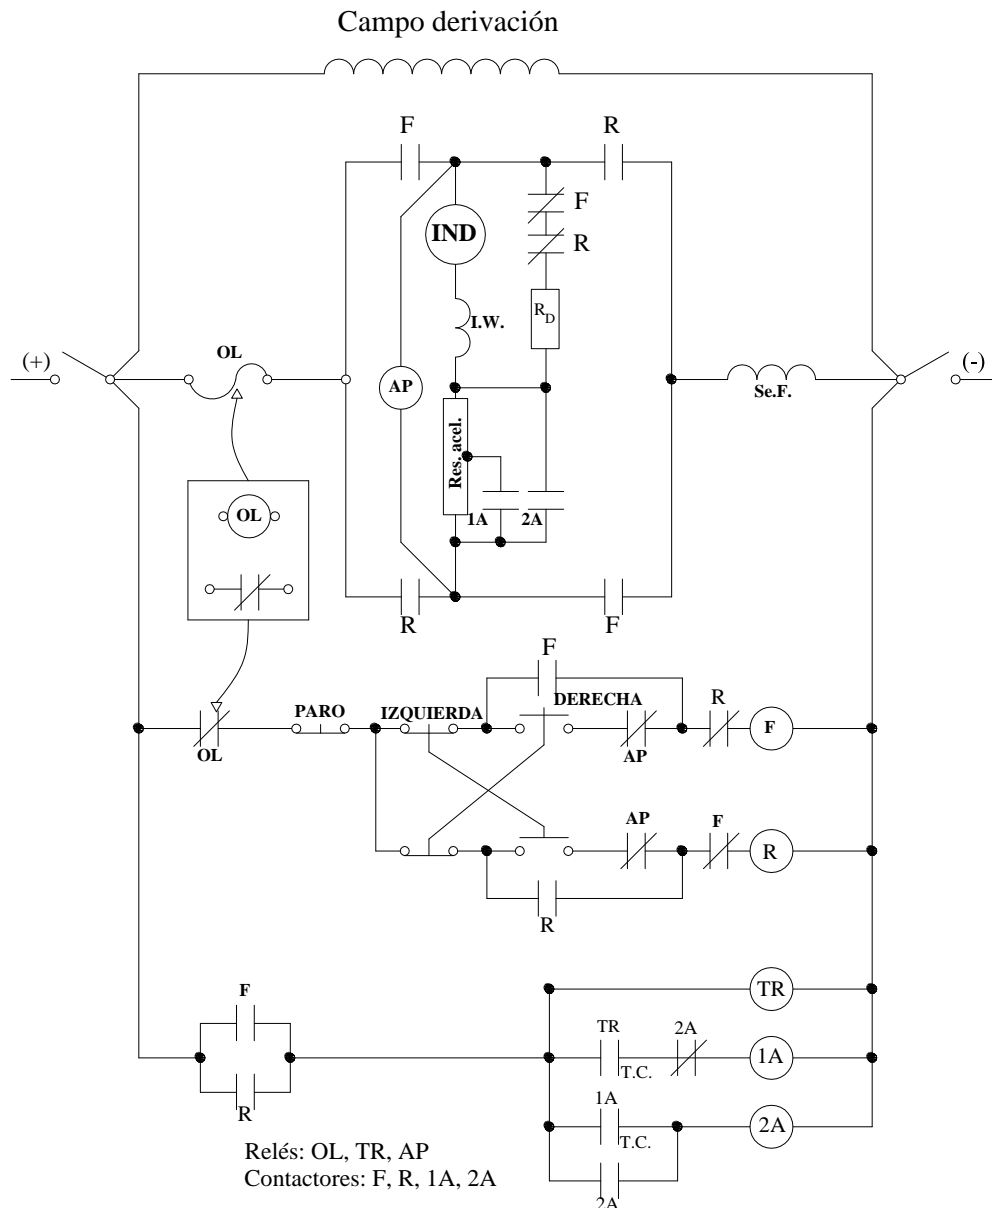 Campo derivación
F
R
F
IND
R
R_D
I.W.
(+)
OL
AP
(-)
Se.F.
Res. acel.
OL
1A
2A
R
F
F
PARO
IZQUIERDA
DERECHA
R
F
OL
AP
AP
F
R
R
F
TR
TR
2A
1A
T.C.
1A
R
T.C.
2A
Relés: OL, TR, AP
Contactores: F, R, 1A, 2A
2A